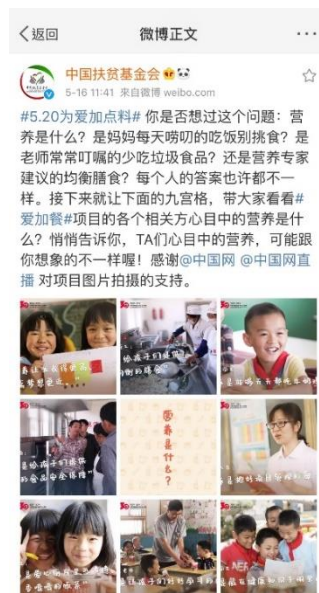 返回
微博正文
中国扶贫基金会
5-16 11:41 來自微博 weibo.com
#5.20为爱加点料# 你是否想过这个问题：营
养是什么？是妈妈每天唠叨的吃饭别挑食？是
老师常常叮嘱的少吃垃圾食品？还是营养专家
建议的均衡膳食？每个人的答案也许都不一
样。接下来就让下面的九宫格，带大家看看#
爱加餐#项目的各个相关方心目中的营养是什
么？悄悄告诉你，TA们心目中的营养，可能跟
你想象的不一样喔！感谢@中国网 @中国网直
播 对项目图片拍摄的支持。
营养是什么？